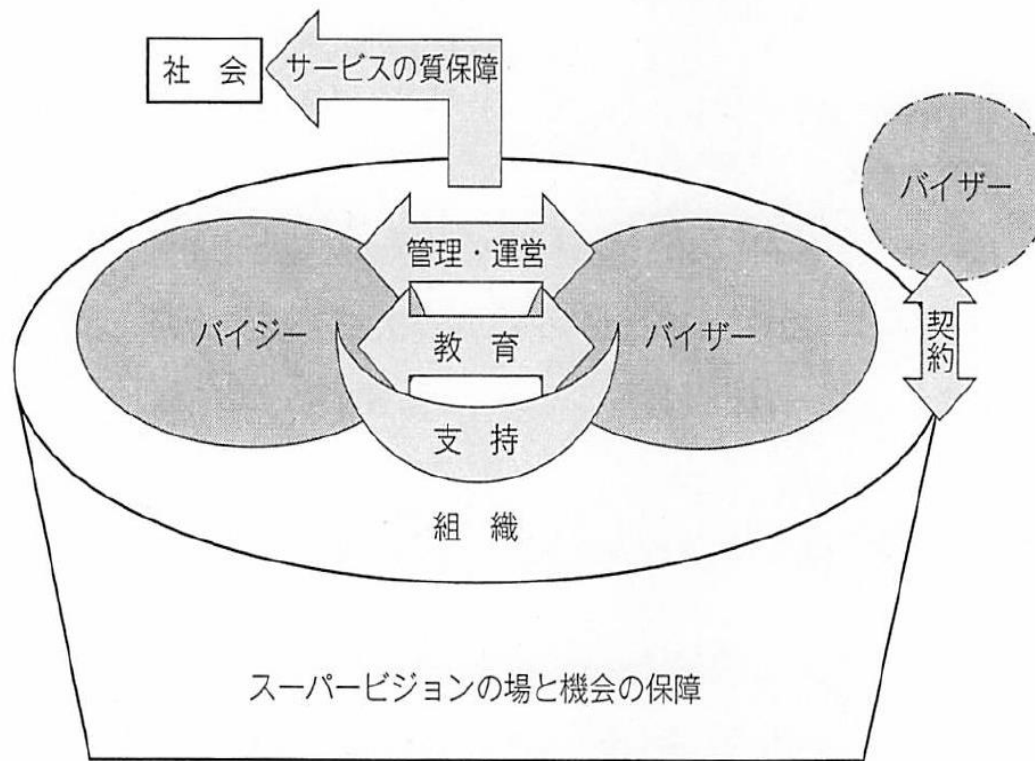 社　会
サービスの質保障
バイザー
管理・運営
バイジー
教　育
バイザー
契約
支　持
組　織
スーパービジョンの場と機会の保障